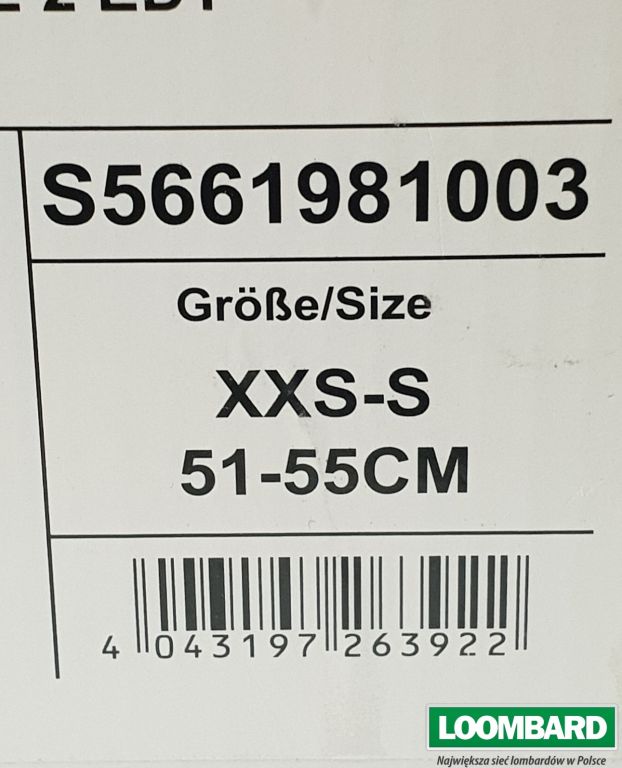 S5661981003
Größe/Size
XXS-S
51-55CM
4 043197 263922
LOOMBARD
Największa sieć lombardów w Polsce